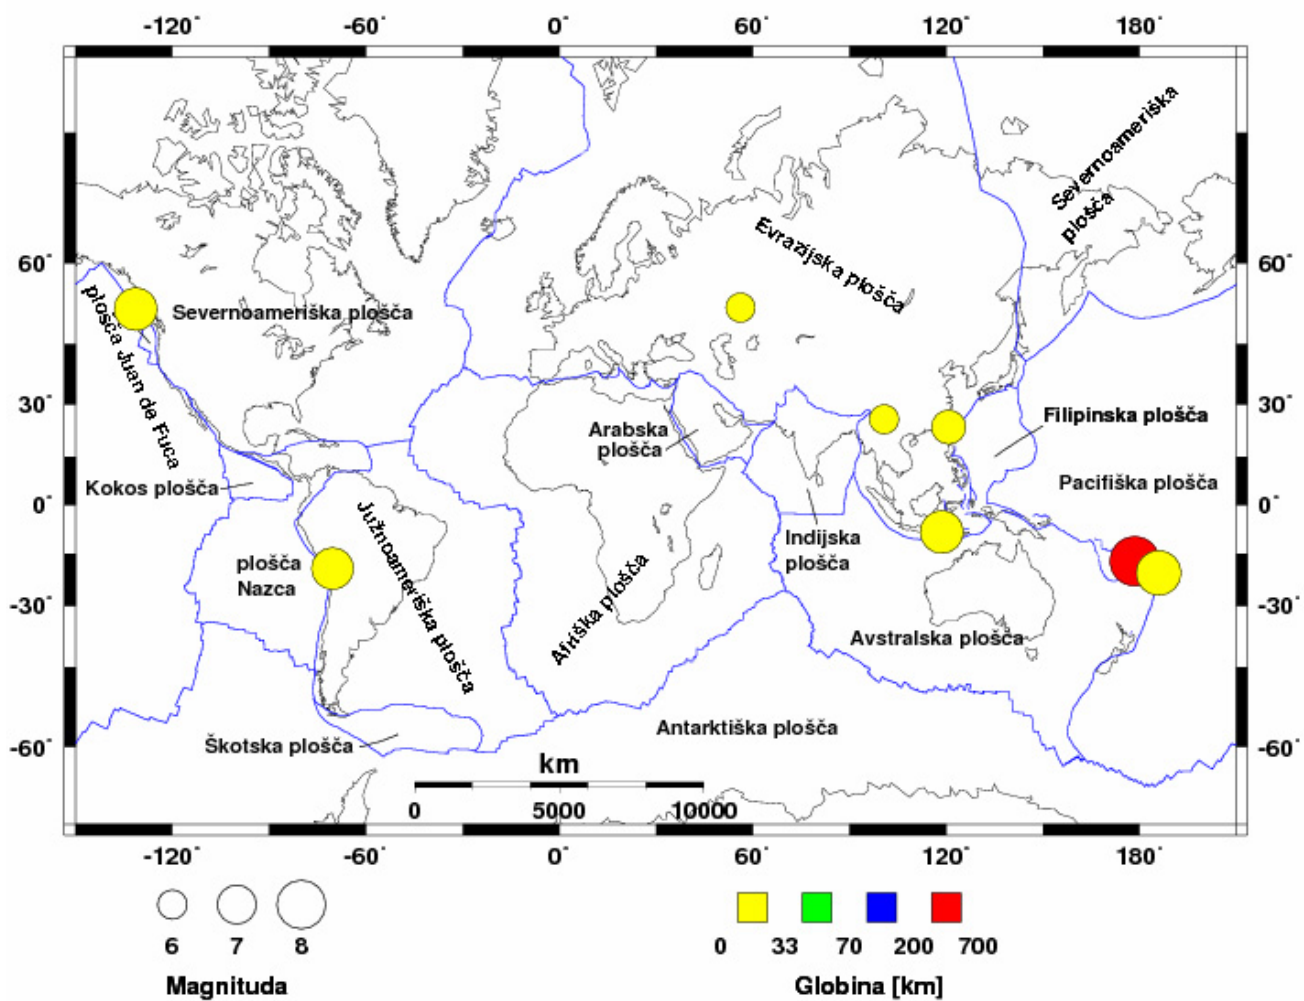 -120° -60° 0° 60° 120° 180°
60° 60°
30° 30°
0 0°
-30° -30°
-60° -60°
Severnoameriška
plošča
Evrazijska plošča
Severnoameriška plošča
plošča Juan de Fuca
Arabska
plošča
Filipinska plošča
Kokos plošča
Pacifiška plošča
Južnoameriška plošča
Indijska
plošča
plošča
Nazca
Afriška plošča
Avstralska plošča
Antarktiška plošča
Škotska plošča
km
0 5000 10000
-120° -60° 0° 60° 120° 180°
6 7 8
Magnituda
0 33 70 200 700
Globina [km]